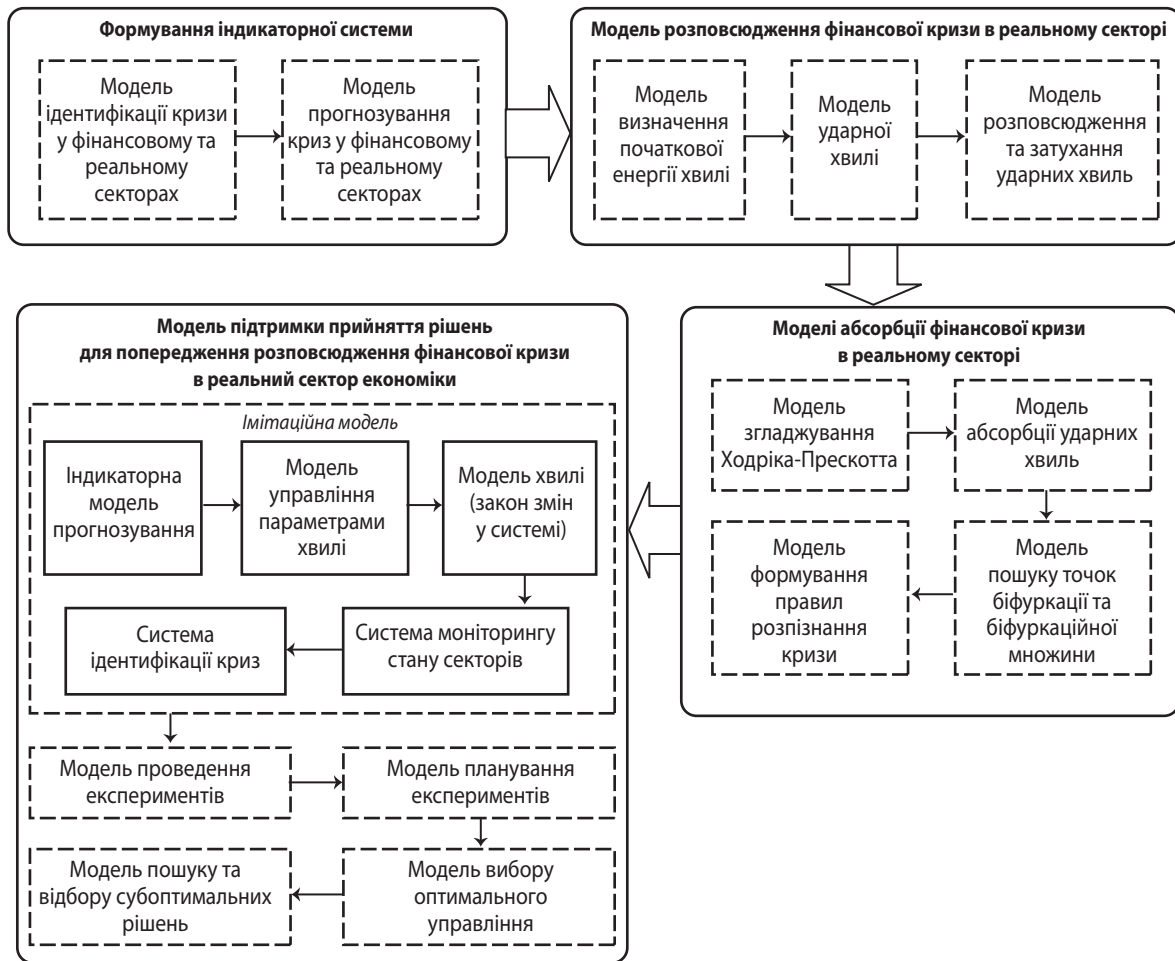 Формування індикаторної системи
Модель
ідентифікації кризи
у фінансовому та
реальному
секторах
Модель
прогнозування
криз у фінансовому
та реальному
секторах
Модель розповсюдження фінансової кризи в реальному секторі
Модель
визначення
початкової
енергії хвилі
Модель
ударної
хвилі
Модель
розповсюдження
та затухання
ударних хвиль
Моделі абсорбції фінансової кризи
в реальному секторі
Модель
згладжування
Ходріка-Прескотта
Модель
абсорбції ударних
хвиль
Модель
формування
правил
розпізнання
кризи
Модель
пошуку точок
біфуркації та
біфуркаційної
множини
Модель підтримки прийняття рішень
для попередження розповсюдження фінансової кризи
в реальний сектор економіки
Імітаційна модель
Індикаторна
модель
прогнозування
Модель
управління
параметрами
хвилі
Модель хвилі
(закон змін
у системі)
Система
ідентифікації криз
Система моніторингу
стану секторів
Модель проведення
експериментів
Модель планування
експериментів
Модель пошуку та
відбору субоптимальних
рішень
Модель вибору
оптимального
управління